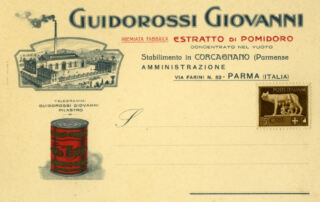 GUIDOROSSI GIOVANNI
PREMIATA FABBRICA ESTRATTO DI POMIDORO
CONCENTRATO NEL VUOTO
Stabilimento in CORCAGNANO (Parmense
AMMINISTRAZIONE
VIA FARINI N. 63 - PARMA (ITALIA)
TELEGRAMMI
GUIDOROSSI GIOVANNI
PILASTRO
S